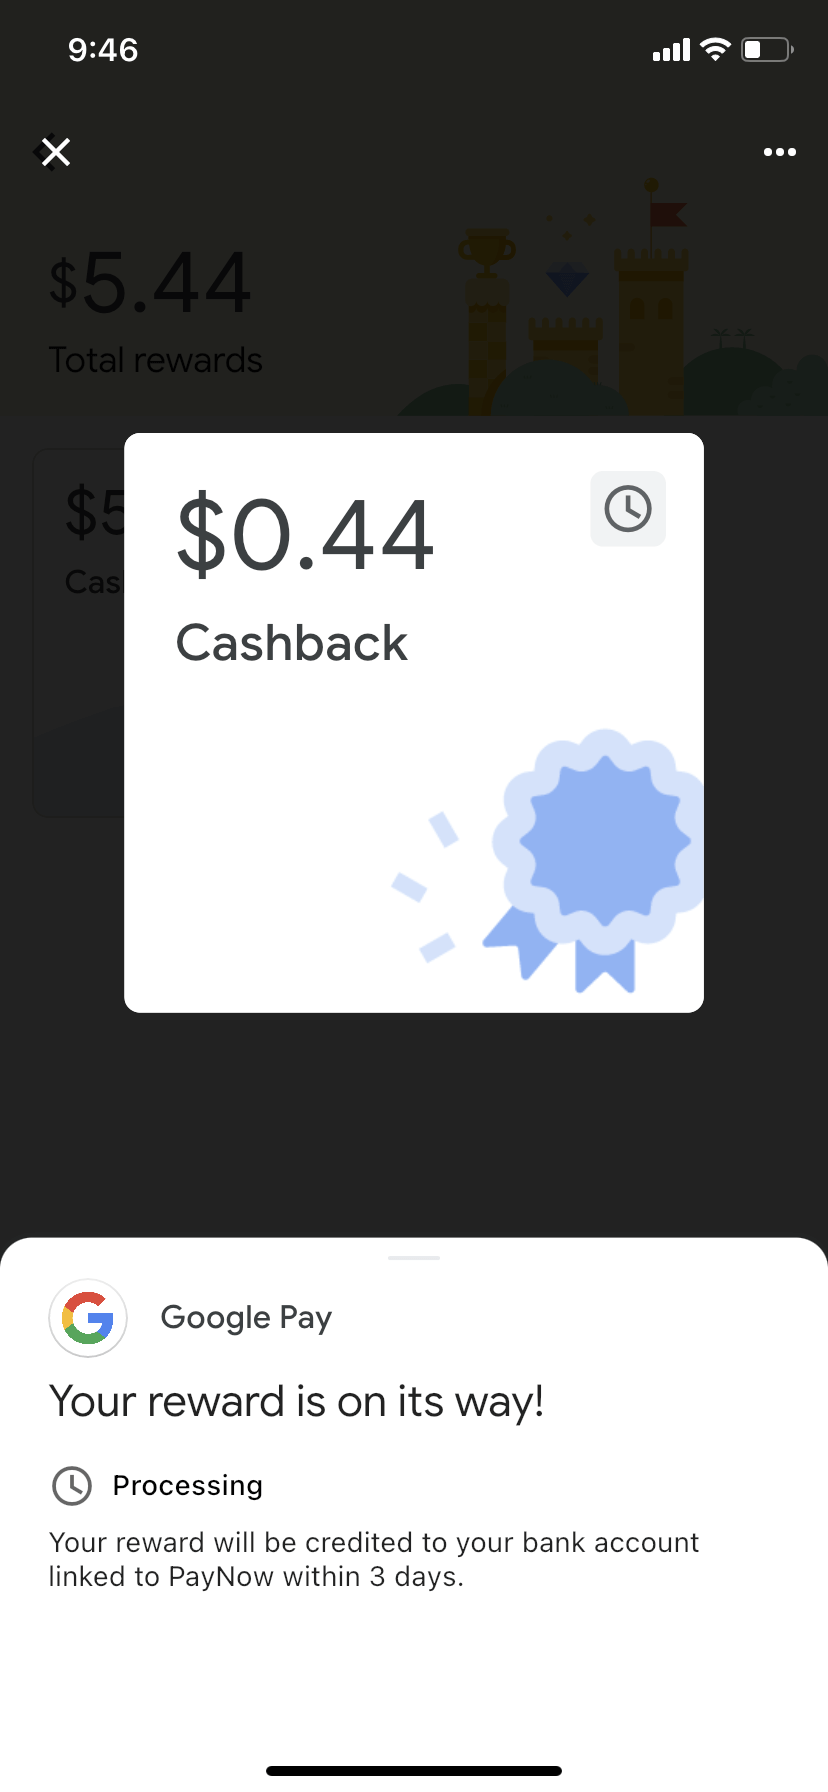 9:46
$5.44
Total rewards
$5
Cas
$0.44
Cashback
Google Pay
Your reward is on its way!
Processing
Your reward will be credited to your bank account
linked to PayNow within 3 days.